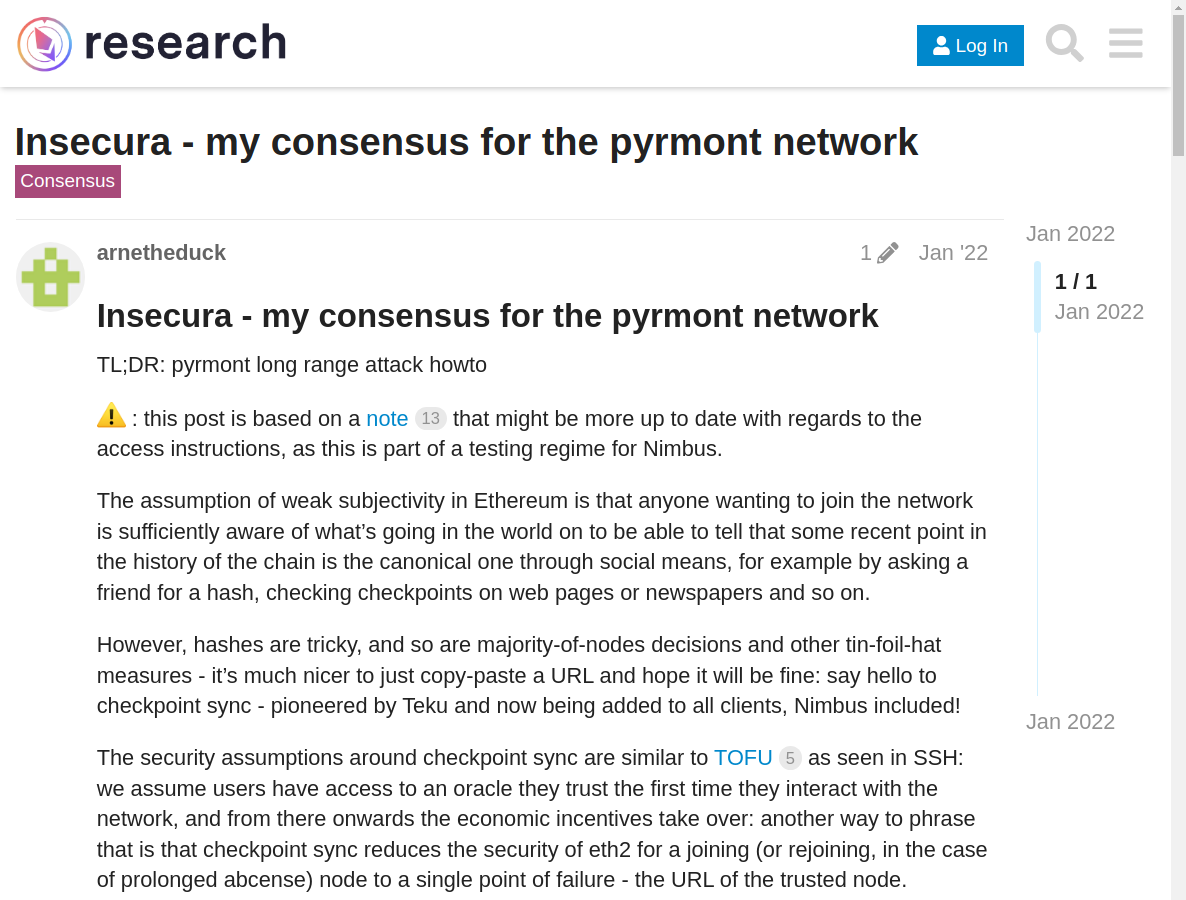 research
Log In
Insecura - my consensus for the pyrmont network
Consensus
Jan 2022
arnetheduck
1
Jan '22
1 / 1
Jan 2022
Insecura - my consensus for the pyrmont network
TL;DR: pyrmont long range attack howto
: this post is based on a note 13 that might be more up to date with regards to the
access instructions, as this is part of a testing regime for Nimbus.
The assumption of weak subjectivity in Ethereum is that anyone wanting to join the network
is sufficiently aware of what’s going in the world on to be able to tell that some recent point in
the history of the chain is the canonical one through social means, for example by asking a
friend for a hash, checking checkpoints on web pages or newspapers and so on.
However, hashes are tricky, and so are majority-of-nodes decisions and other tin-foil-hat
measures - it’s much nicer to just copy-paste a URL and hope it will be fine: say hello to
checkpoint sync - pioneered by Teku and now being added to all clients, Nimbus included!
Jan 2022
The security assumptions around checkpoint sync are similar to TOFU 5 as seen in SSH:
we assume users have access to an oracle they trust the first time they interact with the
network, and from there onwards the economic incentives take over: another way to phrase
that is that checkpoint sync reduces the security of eth2 for a joining (or rejoining, in the case
of prolonged abcense) node to a single point of failure - the URL of the trusted node.